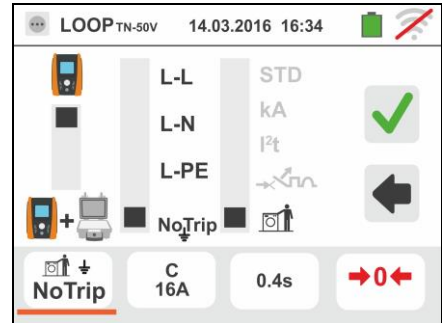 LOOP TN-50V 14.03.2016 16:34
L-L STD
L-N kA
I²t
L-PE
+ NoTrip
NoTrip C 16A 0.4s →0←